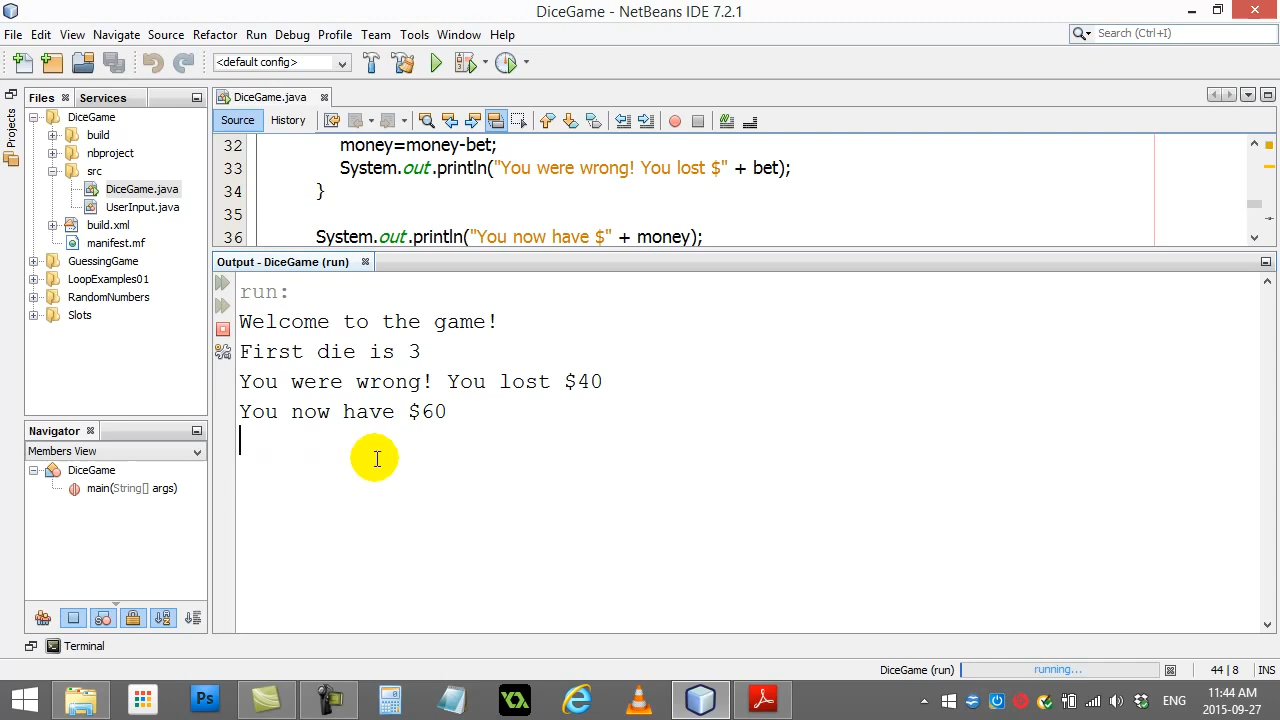 DiceGame - NetBeans IDE 7.2.1
File Edit View Navigate Source Refactor Run Debug Profile Team Tools Window Help
Search (Ctrl+I)
<default config>
Projects
Files Services
DiceGame
build
nbproject
src
DiceGame.java
UserInput.java
build.xml
manifest.mf
GuessingGame
LoopExamples01
RandomNumbers
Slots
DiceGame.java
Source History
32 money=money-bet;
33 System.out.println("You were wrong! You lost $" + bet);
34 }
35
36 System.out.println("You now have $" + money);
Output - DiceGame (run)
run:
Welcome to the game!
First die is 3
You were wrong! You lost $40
You now have $60
Navigator
Members View
DiceGame
main(String[] args)
Terminal
DiceGame (run) running... 44 | 8 INS
Ps
ENG
11:44 AM
2015-09-27